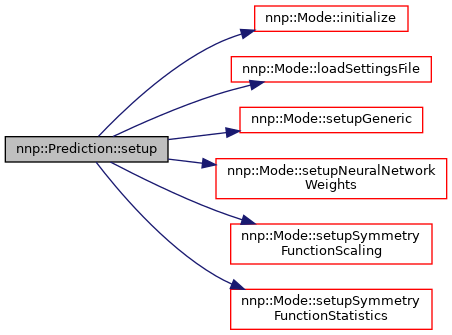 nnp::Mode::initialize
nnp::Mode::loadSettingsFile
nnp::Mode::setupGeneric
nnp::Prediction::setup
nnp::Mode::setupNeuralNetwork
Weights
nnp::Mode::setupSymmetry
FunctionScaling
nnp::Mode::setupSymmetry
FunctionStatistics